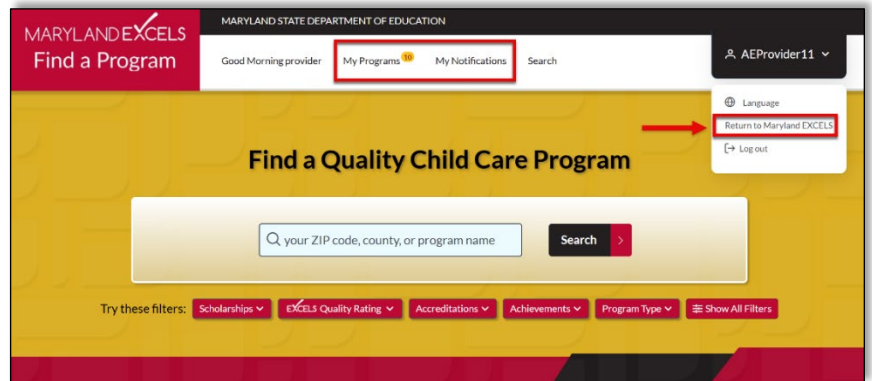 MARYLAND EXCELS
Find a Program
MARYLAND STATE DEPARTMENT OF EDUCATION
Good Morning provider
My Programs 10
My Notifications
Search
AEProvider11
Language
Return to Maryland EXCELS
Log out
Find a Quality Child Care Program
your ZIP code, county, or program name
Search
Try these filters:
Scholarships
EXCELS Quality Rating
Accreditations
Achievements
Program Type
Show All Filters